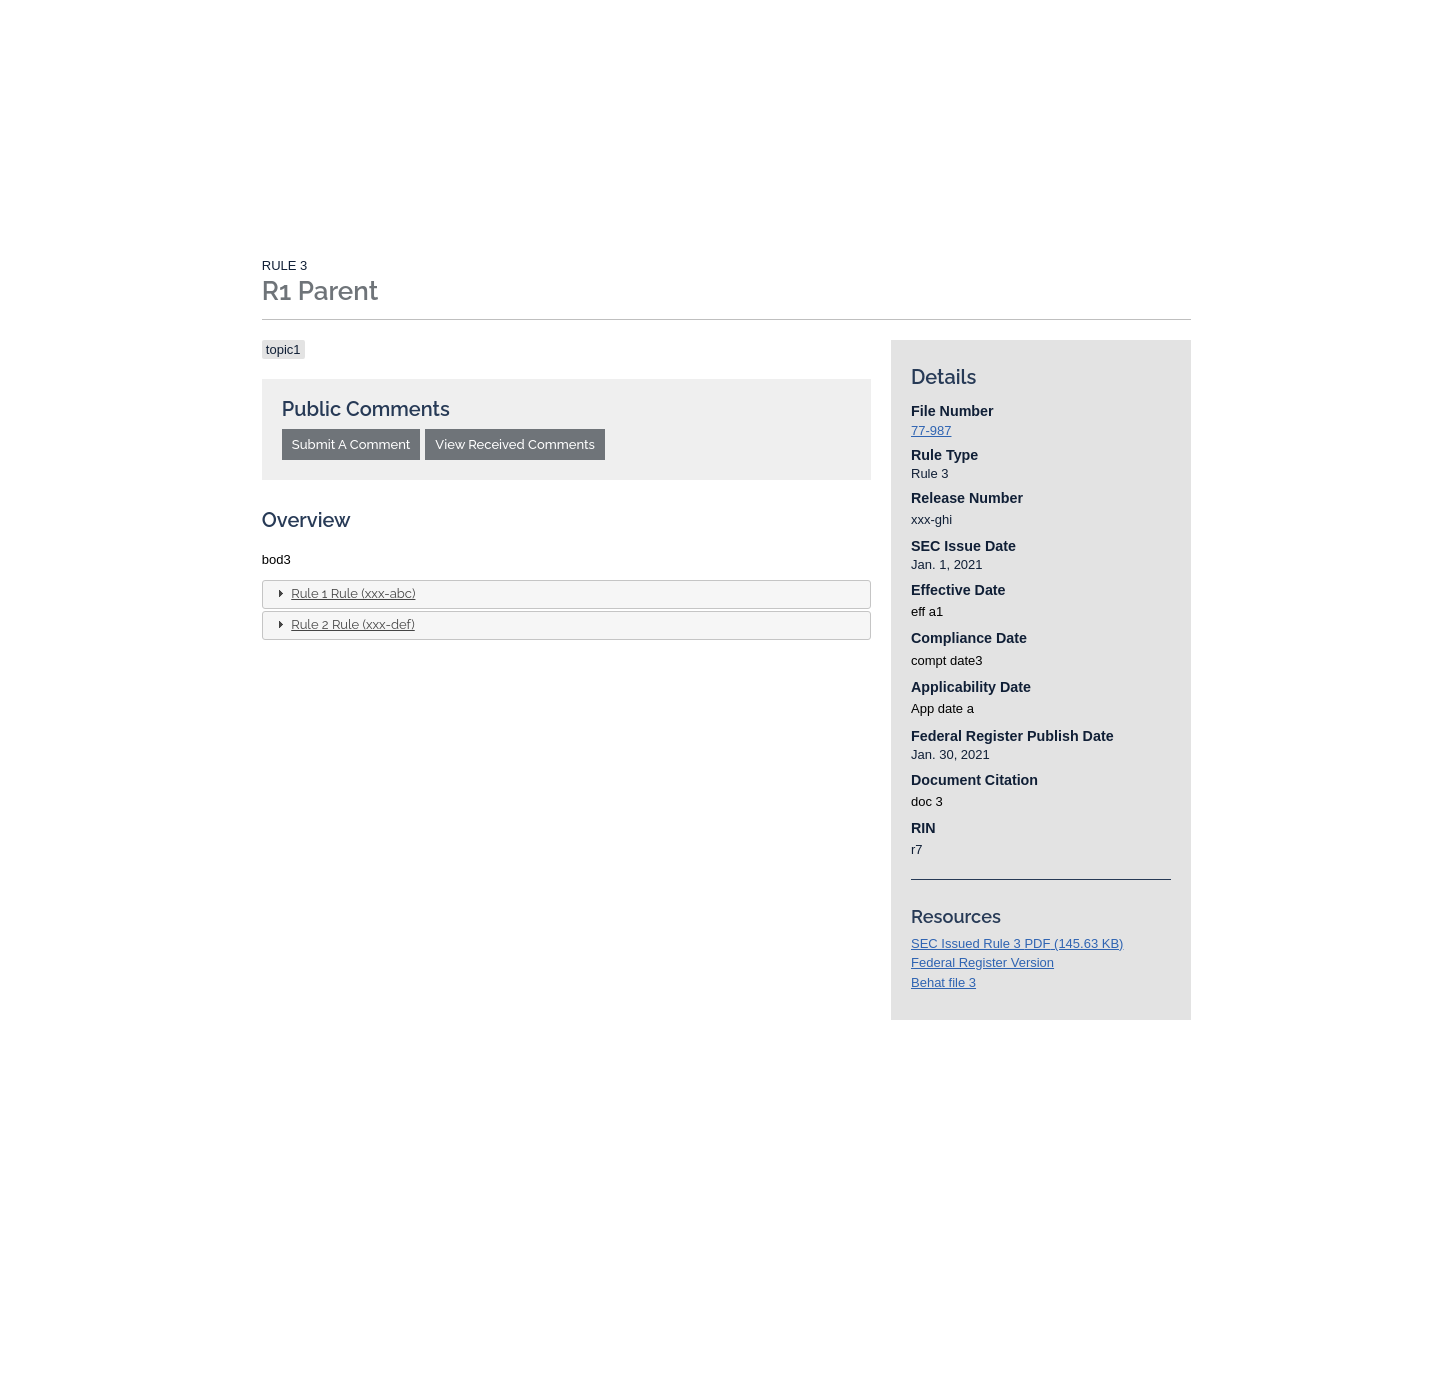 RULE 3
R1 Parent
topic1
Public Comments
Submit A Comment View Received Comments
Overview
bod3
Rule 1 Rule (xxx-abc)
Rule 2 Rule (xxx-def)
Details
File Number
77-987
Rule Type
Rule 3
Release Number
xxx-ghi
SEC Issue Date
Jan. 1, 2021
Effective Date
eff a1
Compliance Date
compt date3
Applicability Date
App date a
Federal Register Publish Date
Jan. 30, 2021
Document Citation
doc 3
RIN
r7
Resources
SEC Issued Rule 3 PDF (145.63 KB)
Federal Register Version
Behat file 3